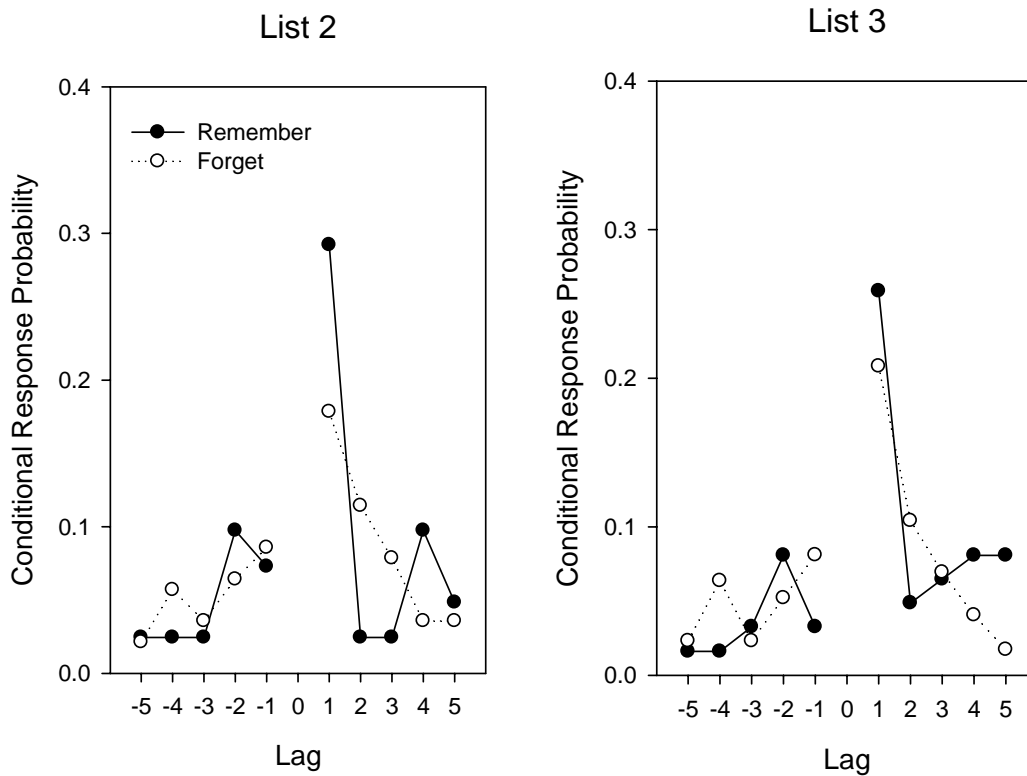 List 2
Conditional Response Probability
0.4
0.3
0.2
0.1
0.0
Remember
Forget
-5 -4 -3 -2 -1 0 1 2 3 4 5
Lag
List 3
Conditional Response Probability
0.4
0.3
0.2
0.1
0.0
-5 -4 -3 -2 -1 0 1 2 3 4 5
Lag